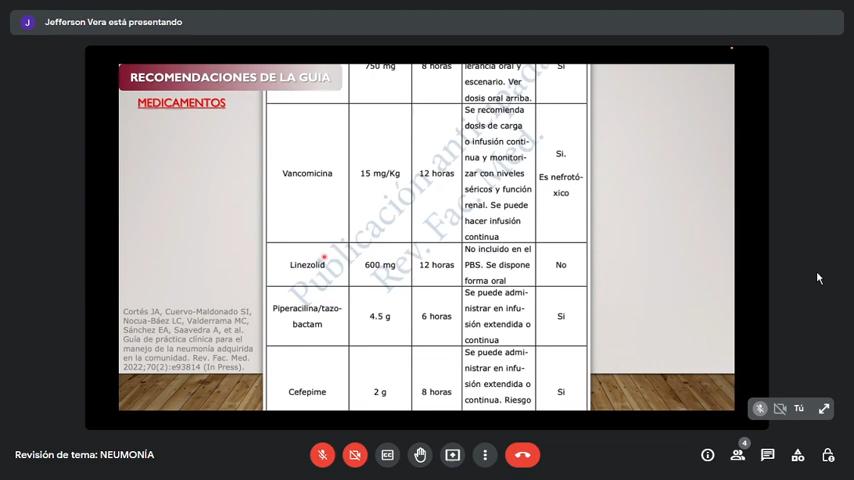 Jefferson Vera está presentando
RECOMENDACIONES DE LA GUIA
MEDICAMENTOS
750 mg
8 horas
lerancia oral y
escenario. Ver
dosis oral arriba.
Si
Vancomicina
15 mg/Kg
12 horas
Se recomienda
dosis de carga
o infusión conti-
nua y monitori-
zar con niveles
séricos y función
renal. Se puede
hacer infusión
continua
Si.
Es nefrotó-
xico
Linezolid
600 mg
12 horas
No incluido en el
PBS. Se dispone
forma oral
No
Piperacilina/tazo-
bactam
4.5 g
6 horas
Se puede admi-
nistrar en infu-
sión extendida o
continua
Si
Cefepime
2 g
8 horas
Se puede admi-
nistrar en infu-
sión extendida o
continua. Riesgo
Si
Publicación anticipada
Rev. Fac. Med.
Cortés JA, Cuervo-Maldonado SI,
Nocua-Báez LC, Valderrama MC,
Sánchez EA, Saavedra A, et al.
Guía de práctica clínica para el
manejo de la neumonía adquirida
en la comunidad. Rev. Fac. Med.
2022;70(2):e93814 (In Press).
Tú
Revisión de tema: NEUMONÍA
4
J
CC